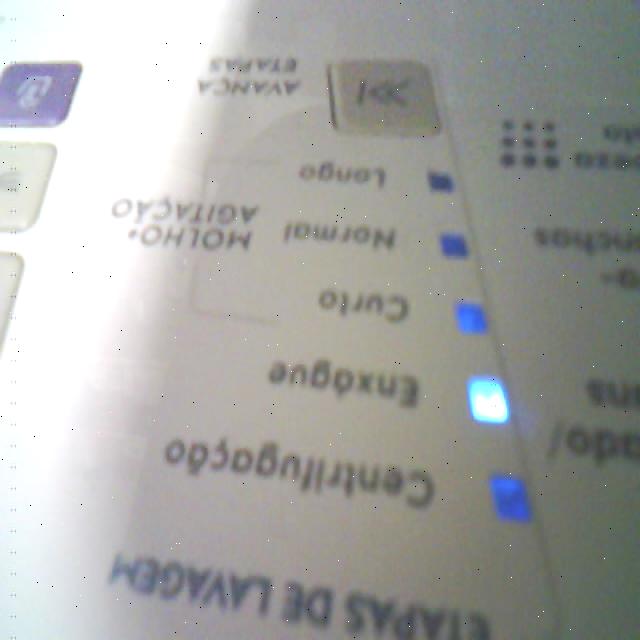 ETAPAS DE LAVAGEM
Centrifugação
Enxágue
Curto
Normal
MOLHO+
AGITAÇÃO
Longo
AVANÇA
ETAPAS